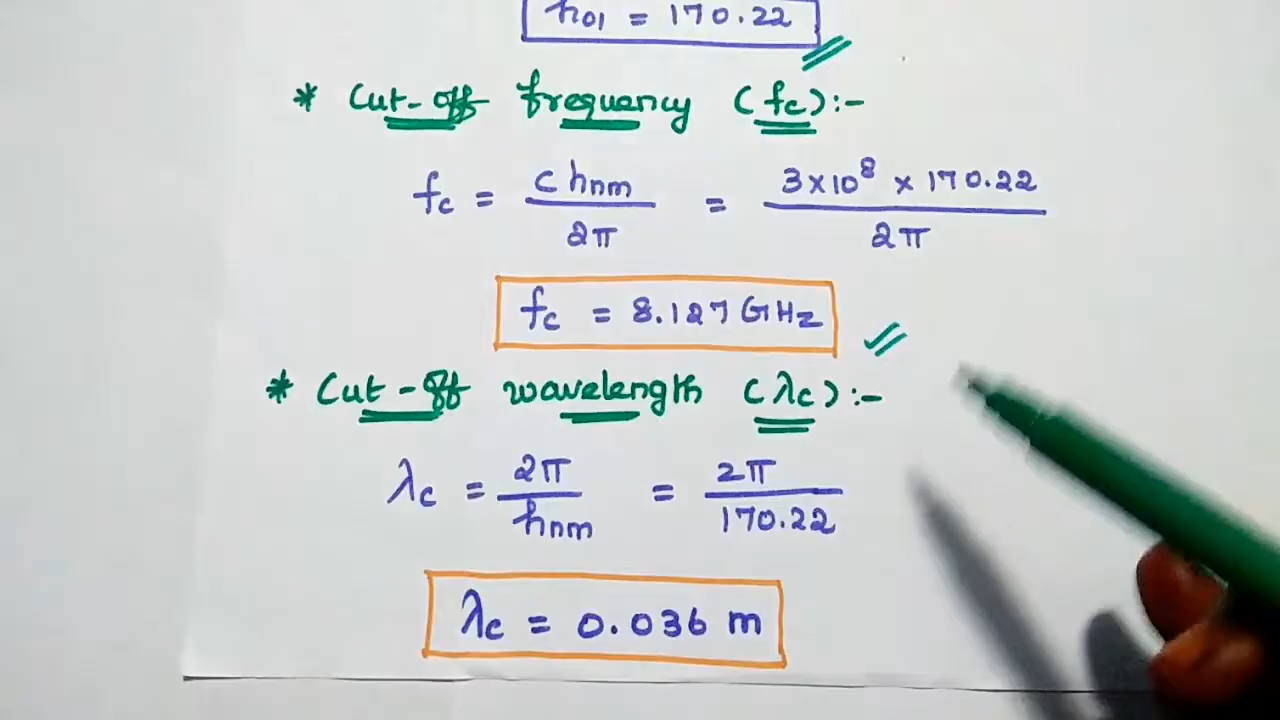 h01 = 170.22
* Cut-off frequency (fc):-
fc = c hnm / 2π = 3×10⁸ × 170.22 / 2π
fc = 8.127 GHz
* Cut-off wavelength (λc):-
λc = 2π / hnm = 2π / 170.22
λc = 0.036 m